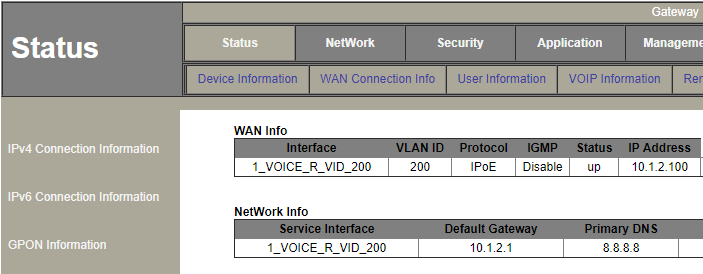 Gateway
Status
Status NetWork Security Application
Device Information WAN Connection Info User Information VOIP Information
IPv4 Connection Information
IPv6 Connection Information
GPON Information
WAN Info
Interface VLAN ID Protocol IGMP Status IP Address
1_VOICE_R_VID_200 200 IPoE Disable up 10.1.2.100
NetWork Info
Service Interface Default Gateway Primary DNS
1_VOICE_R_VID_200 10.1.2.1 8.8.8.8